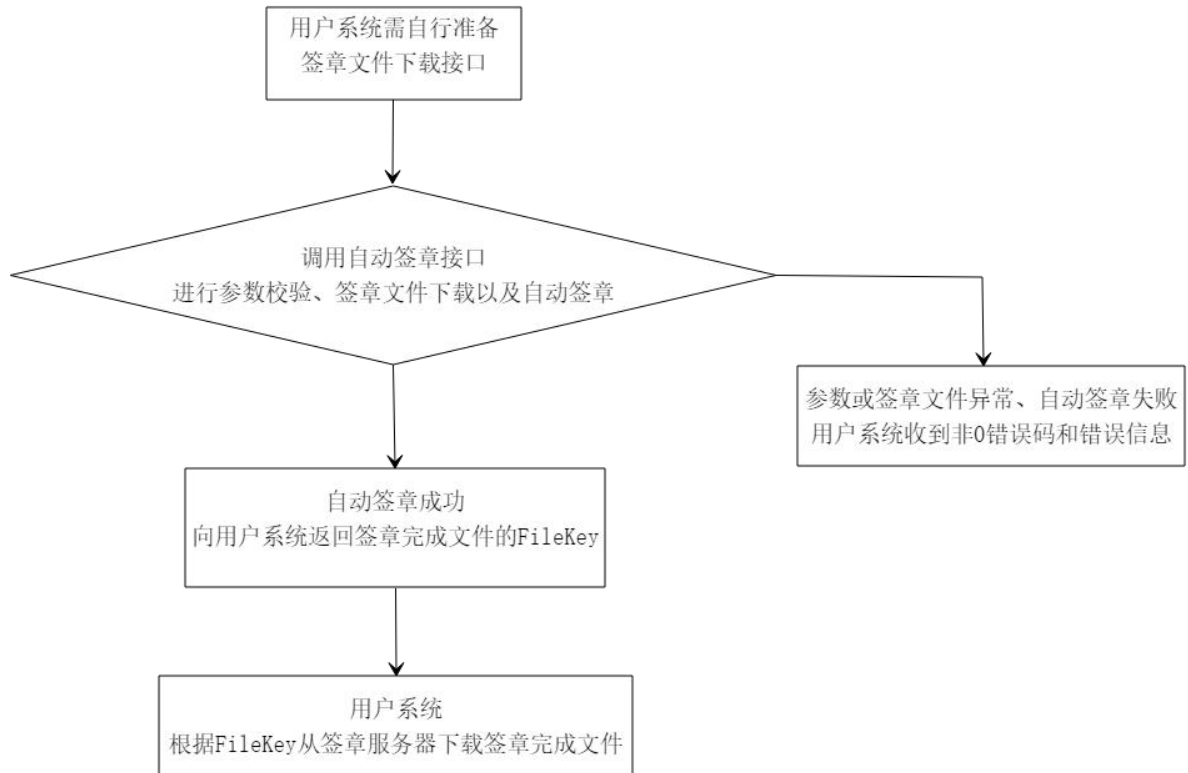 用户系统需自行准备
签章文件下载接口
调用自动签章接口
进行参数校验、签章文件下载以及自动签章
参数或签章文件异常、自动签章失败
用户系统收到非0错误码和错误信息
自动签章成功
向用户系统返回签章完成文件的FileKey
用户系统
根据FileKey从签章服务器下载签章完成文件